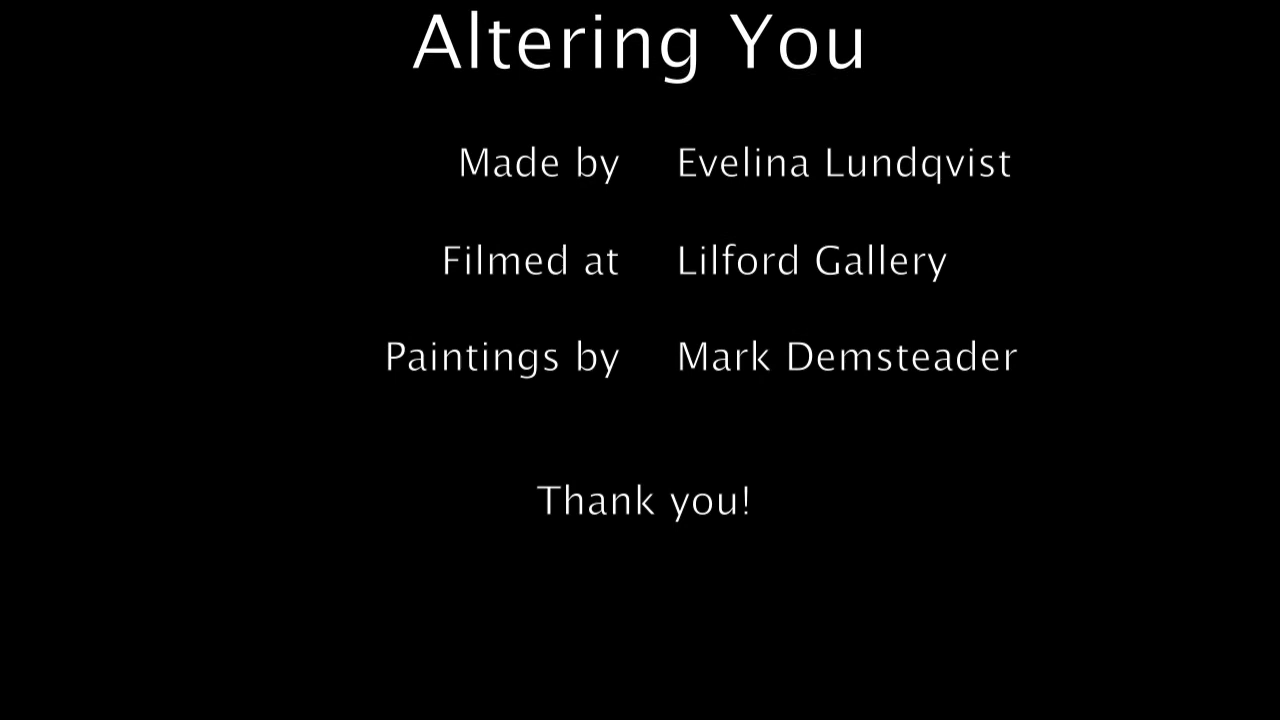 Altering You
Made by Evelina Lundqvist
Filmed at Lilford Gallery
Paintings by Mark Demsteader
Thank you!